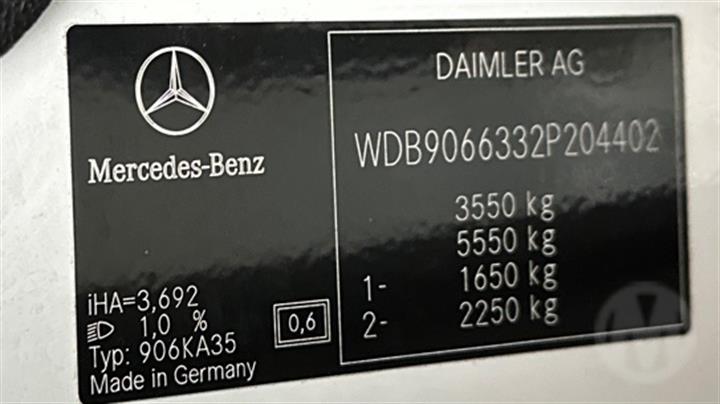 Mercedes-Benz
iHA=3,692
1,0 %
Typ: 906KA35
Made in Germany
0,6
DAIMLER AG
WDB9066332P204402
3550 kg
5550 kg
1- 1650 kg
2- 2250 kg
M